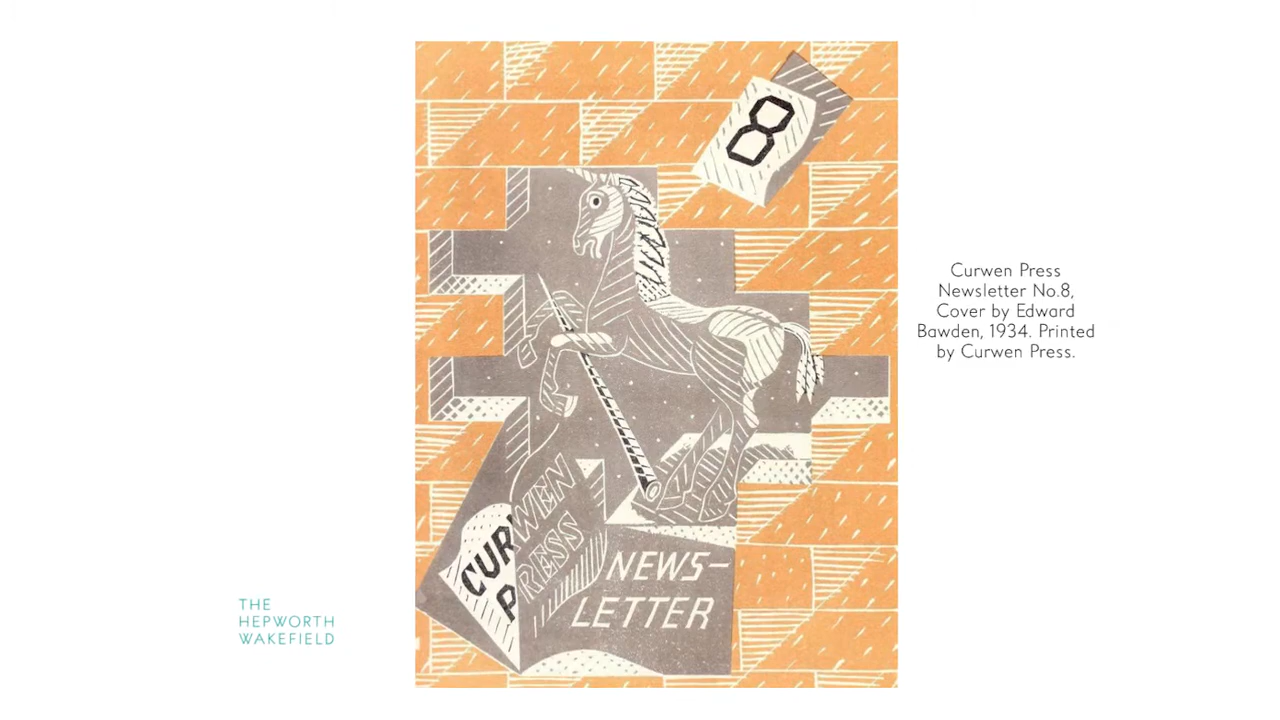 8
CURWEN
PRESS
NEWS-
LETTER
Curwen Press
Newsletter No.8,
Cover by Edward
Bawden, 1934. Printed
by Curwen Press.
THE
HEPWORTH
WAKEFIELD